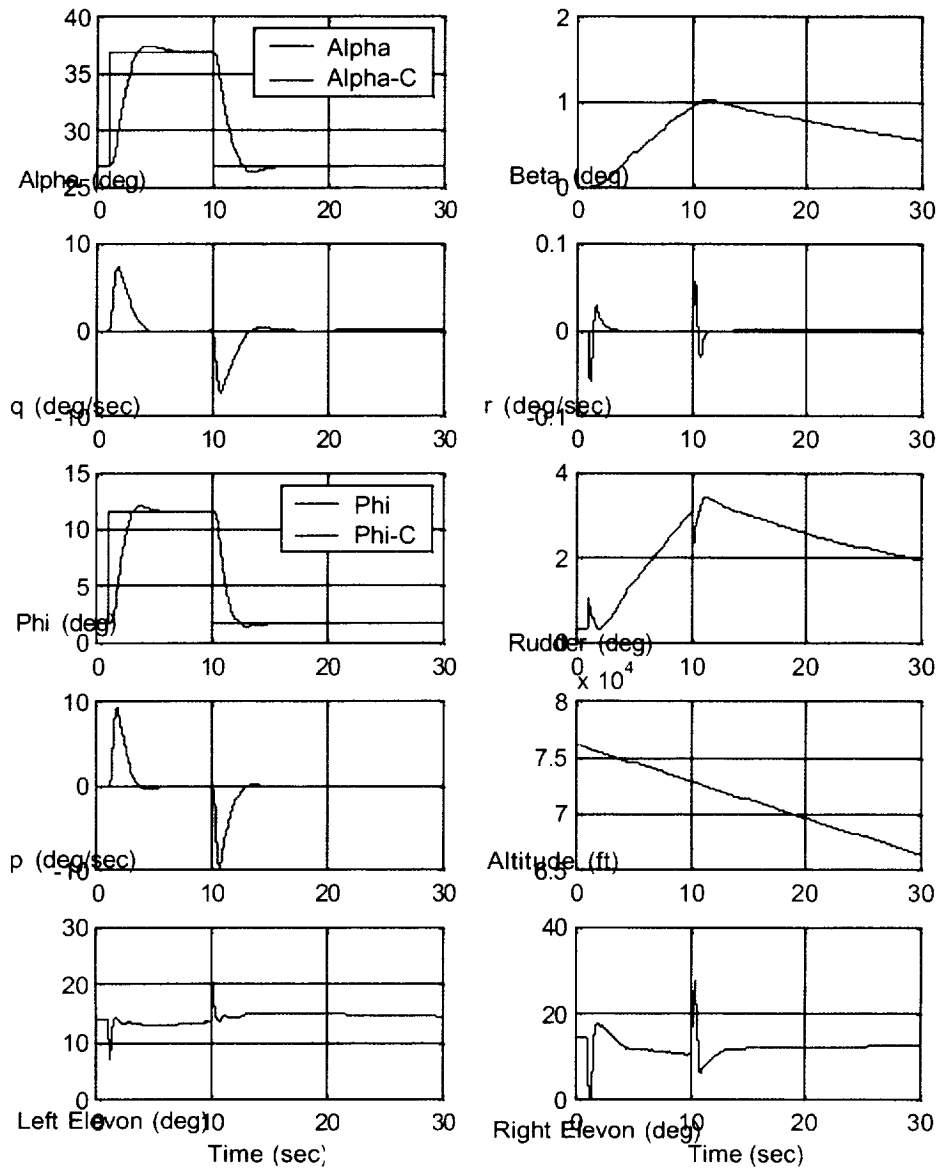 40
35
30
25
Alpha
Alpha-C
Alpha (deg)
0 10 20 30
2
1
0
Beta (deg)
0 10 20 30
10
0
-10
q (deg/sec)
0 10 20 30
0.1
0
-0.1
r (deg/sec)
0 10 20 30
15
10
5
0
Phi
Phi-C
Phi (deg)
0 10 20 30
4
2
0
Rudder (deg)
0 10 20 30
10
0
-10
p (deg/sec)
0 10 20 30
x 10^4
8
7.5
7
6.5
Altitude (ft)
0 10 20 30
30
20
10
0
Left Elevon (deg)
0 10 20 30
Time (sec)
40
20
0
Right Elevon (deg)
0 10 20 30
Time (sec)